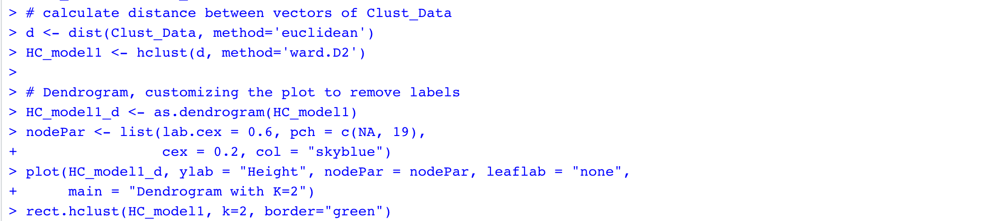 > # calculate distance between vectors of Clust_Data
> d <- dist(Clust_Data, method='euclidean')
> HC_model1 <- hclust(d, method='ward.D2')
>
> # Dendrogram, customizing the plot to remove labels
> HC_model1_d <- as.dendrogram(HC_model1)
> nodePar <- list(lab.cex = 0.6, pch = c(NA, 19),
+                 cex = 0.2, col = "skyblue")
> plot(HC_model1_d, ylab = "Height", nodePar = nodePar, leaflab = "none",
+      main = "Dendrogram with K=2")
> rect.hclust(HC_model1, k=2, border="green")